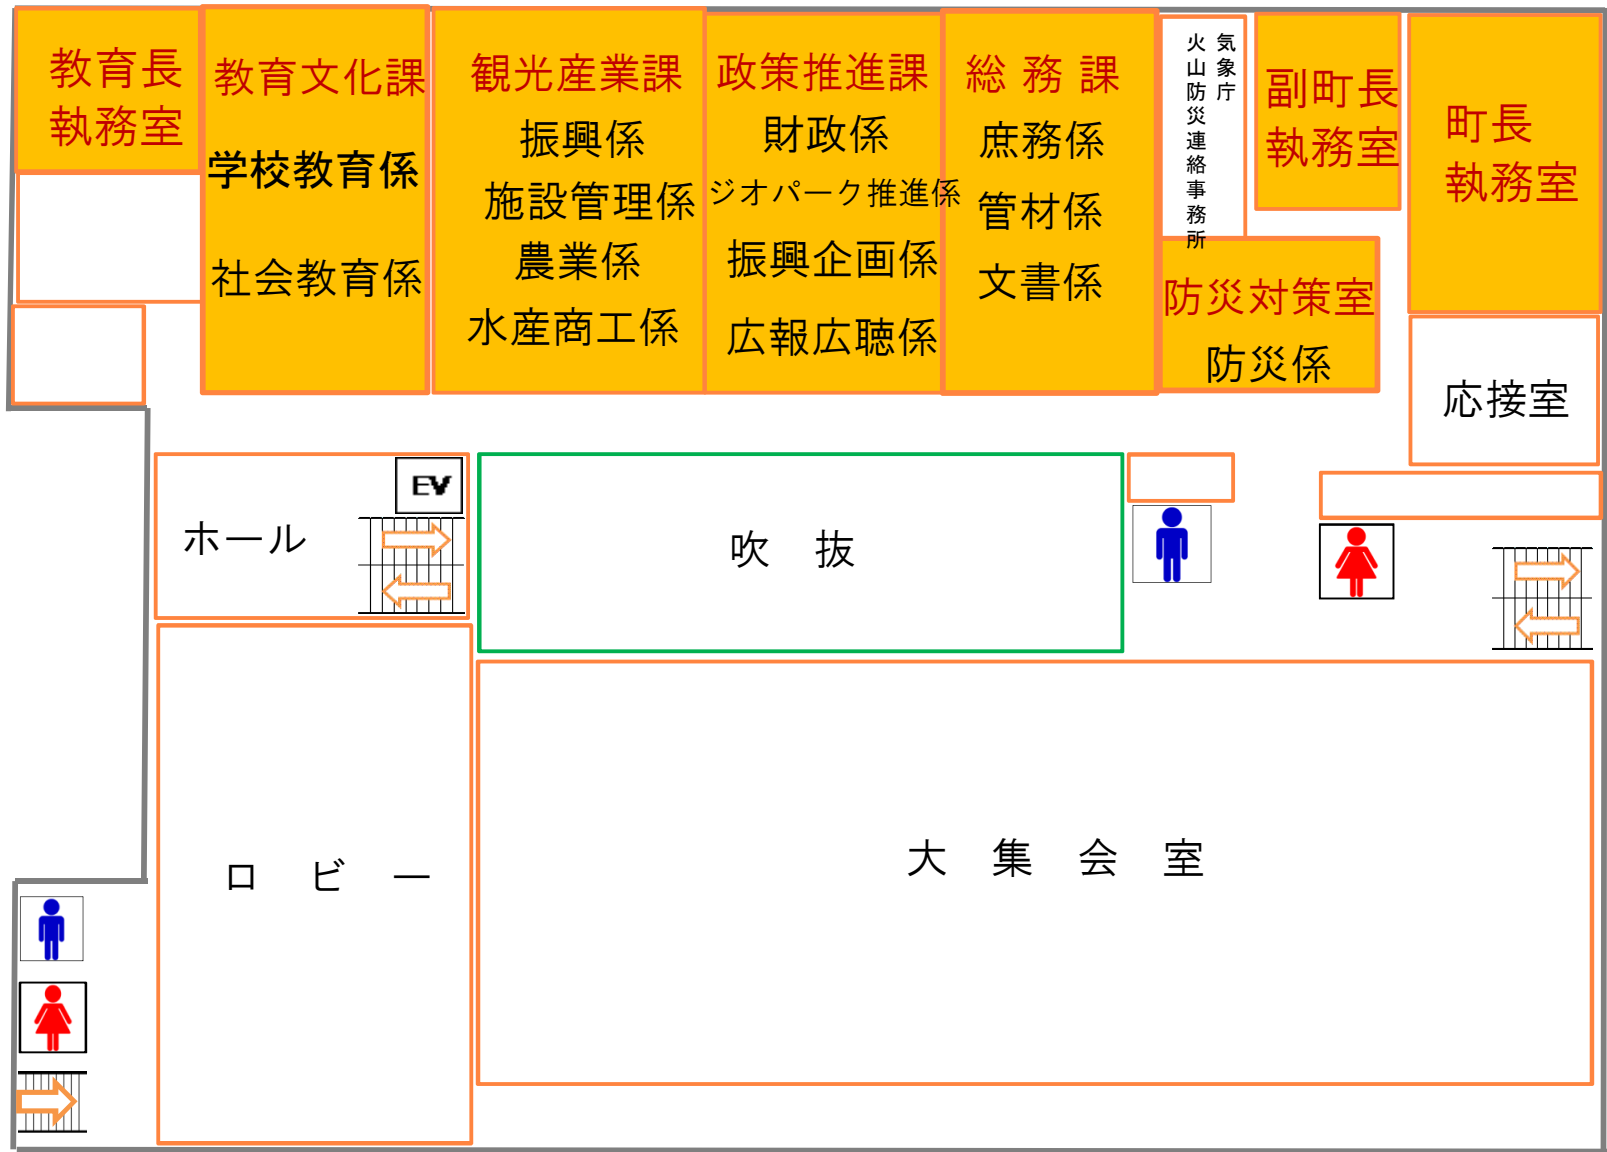 教育長
執務室
教育文化課
学校教育係
社会教育係
観光産業課
振興係
施設管理係
農業係
水産商工係
政策推進課
財政係
ジオパーク推進係
振興企画係
広報広聴係
総務課
庶務係
管材係
文書係
気象庁
火山防災連絡事務所
防災対策室
防災係
副町長
執務室
町長
執務室
応接室
EV
ホール
吹抜
ロビー
大集会室